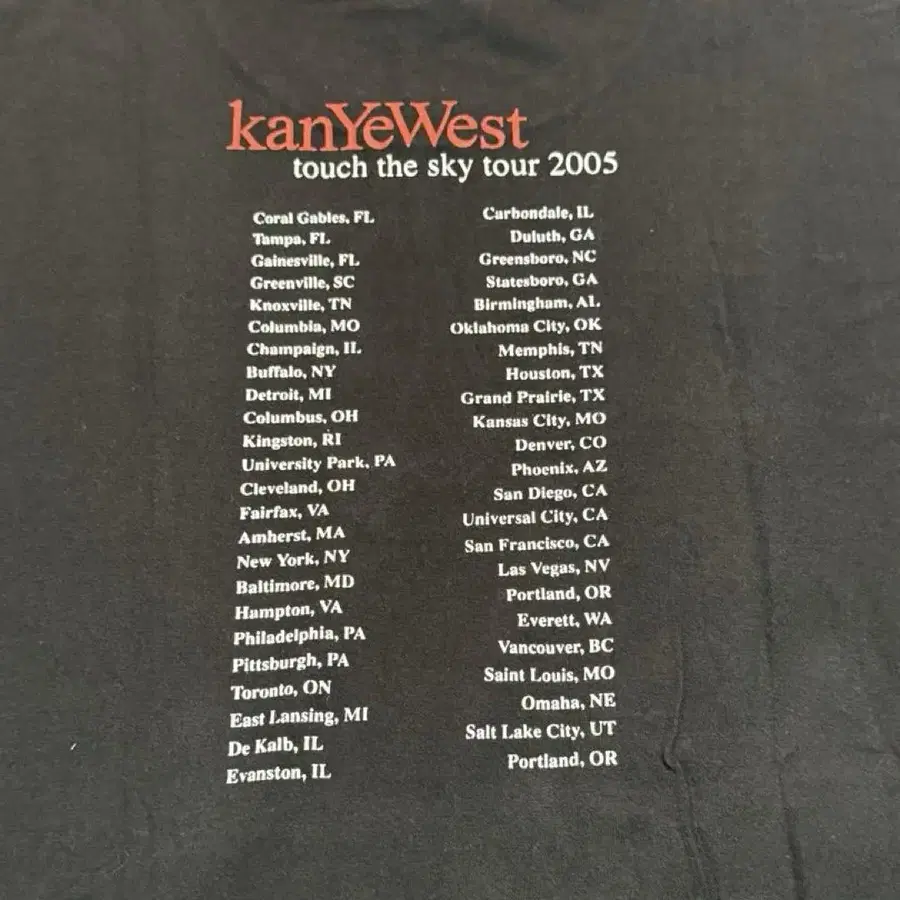 kanYeWest
touch the sky tour 2005
Coral Gables, FL
Tampa, FL
Gainesville, FL
Greenville, SC
Knoxville, TN
Columbia, MO
Champaign, IL
Buffalo, NY
Detroit, MI
Columbus, OH
Kingston, RI
University Park, PA
Cleveland, OH
Fairfax, VA
Amherst, MA
New York, NY
Baltimore, MD
Hampton, VA
Philadelphia, PA
Pittsburgh, PA
Toronto, ON
East Lansing, MI
De Kalb, IL
Evanston, IL
Carbondale, IL
Duluth, GA
Greensboro, NC
Statesboro, GA
Birmingham, AL
Oklahoma City, OK
Memphis, TN
Houston, TX
Grand Prairie, TX
Kansas City, MO
Denver, CO
Phoenix, AZ
San Diego, CA
Universal City, CA
San Francisco, CA
Las Vegas, NV
Portland, OR
Everett, WA
Vancouver, BC
Saint Louis, MO
Omaha, NE
Salt Lake City, UT
Portland, OR